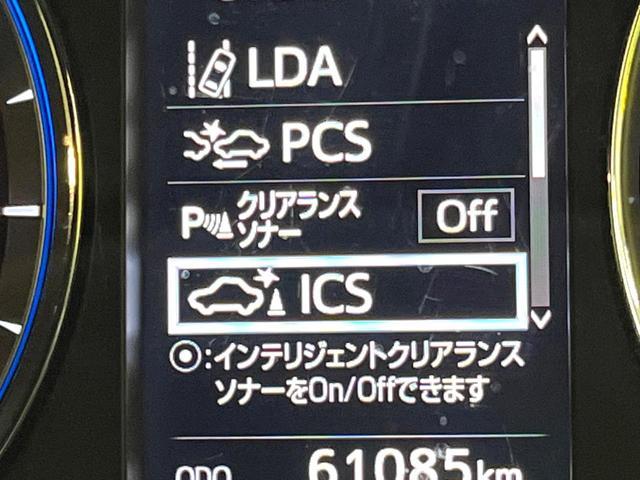 LDA
PCS
P クリアランス
ソナー Off
ICS
◉:インテリジェントクリアランス
ソナーをOn/Offできます
ODO 61085km